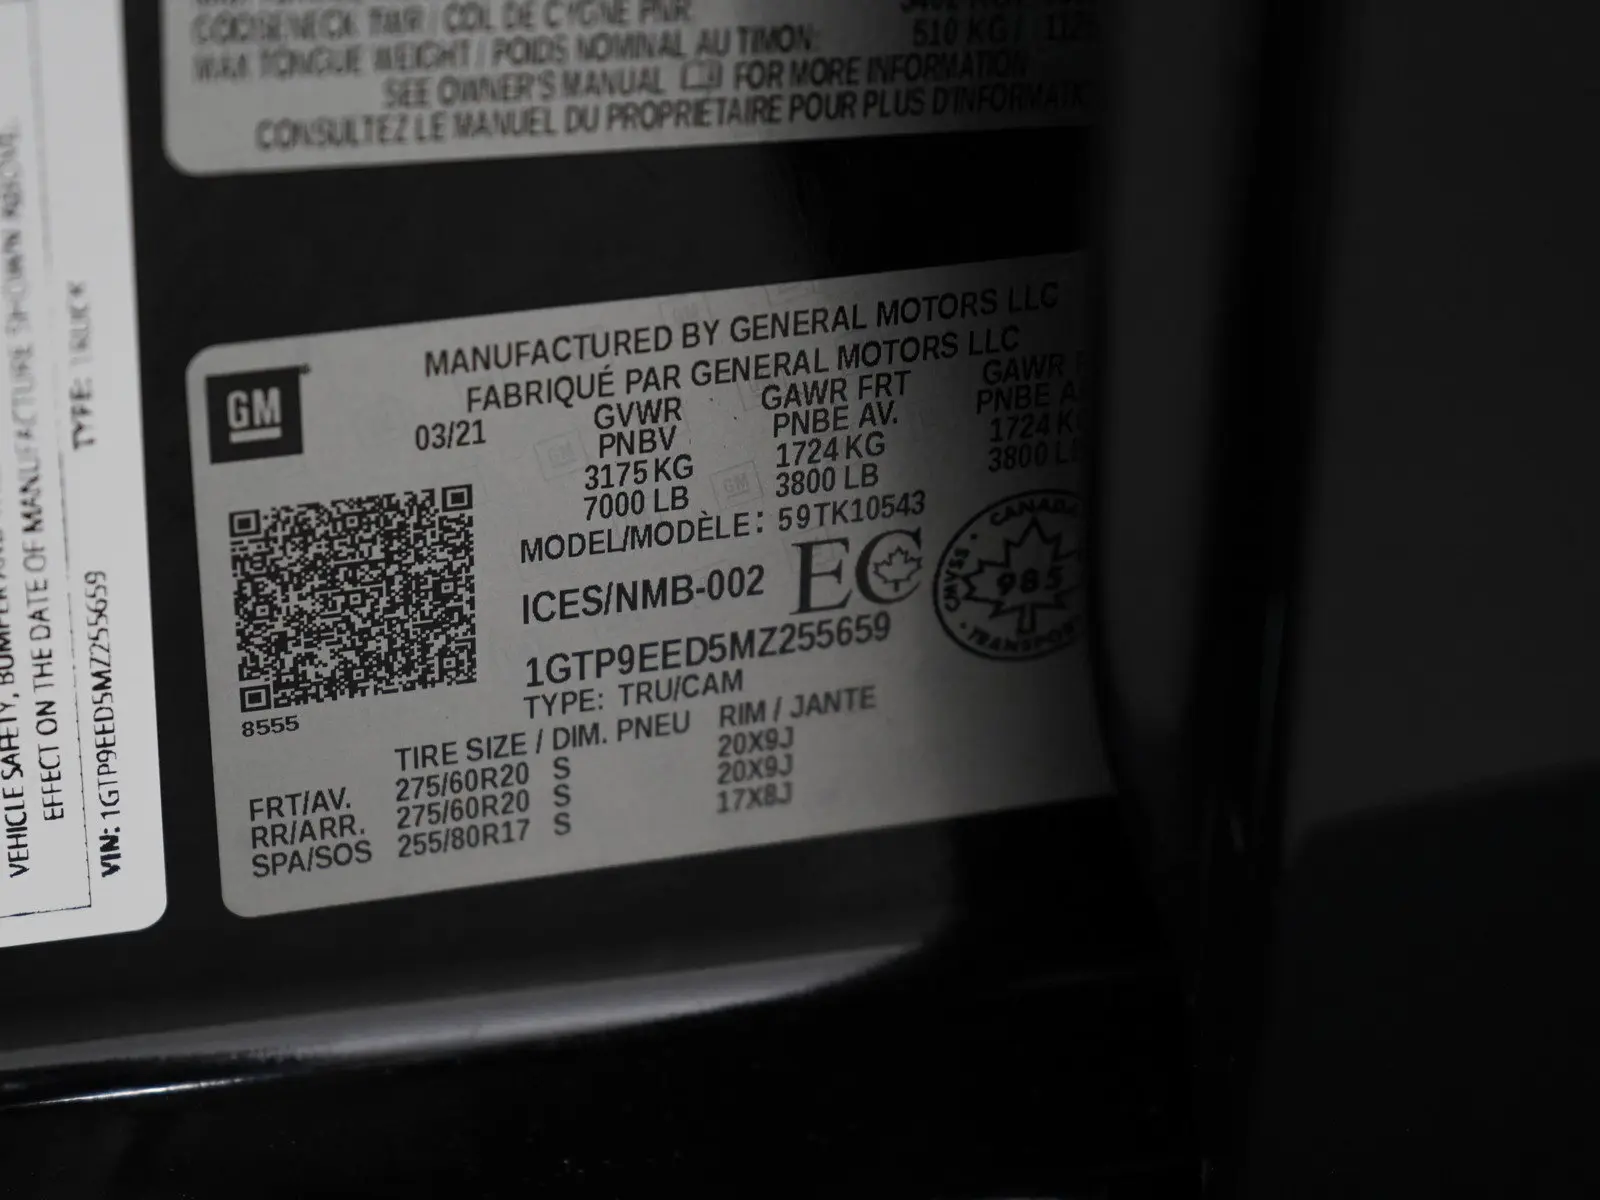 GOOSENECK TWR / COL DE CYGNE PNR
MAX TONGUE WEIGHT / POIDS NOMINAL AU TIMON: 510 KG /
SEE OWNER'S MANUAL FOR MORE INFORMATION
CONSULTEZ LE MANUEL DU PROPRIÉTAIRE POUR PLUS
VEHICLE SAFETY,
EFFECT ON THE DATE OF MANUFACTURE SHOWN ABOVE.
VIN: 1GTP9EED5MZ255659 TYPE: TRUCK
GM
MANUFACTURED BY GENERAL MOTORS LLC
FABRIQUÉ PAR GENERAL MOTORS LLC
03/21 GVWR GAWR FRT GAWR
PNBV PNBE AV. PNBE
3175 KG 1724 KG 1724
7000 LB 3800 LB 3800
MODEL/MODÈLE: 59TK10543
ICES/NMB-002 EC
CANADA
CMVSS
985
TRANSPORT
1GTP9EED5MZ255659
TYPE: TRU/CAM
8555
TIRE SIZE / DIM. PNEU RIM / JANTE
FRT/AV. 275/60R20 S 20X9J
RR/ARR. 275/60R20 S 20X9J
SPA/SOS 255/80R17 S 17X8J